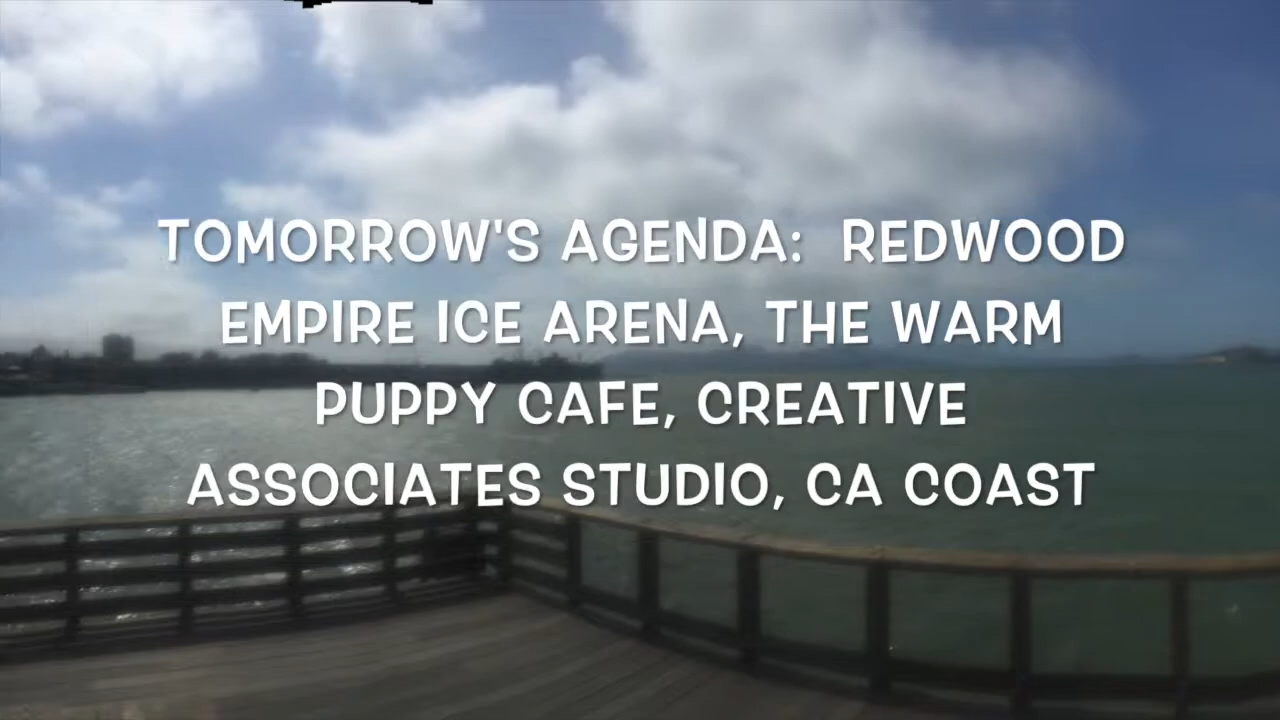 TOMORROW'S AGENDA:  REDWOOD
EMPIRE ICE ARENA, THE WARM
PUPPY CAFE, CREATIVE
ASSOCIATES STUDIO, CA COAST